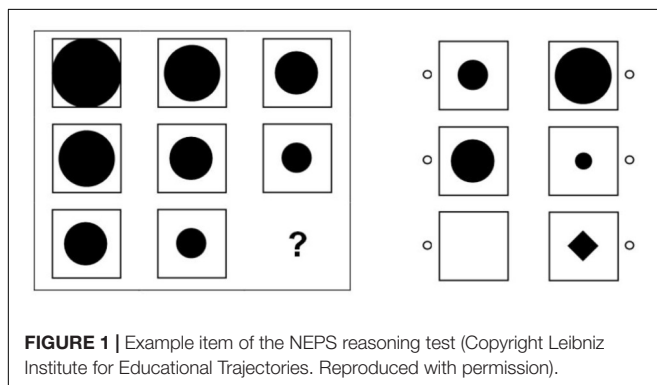 ?
FIGURE 1 | Example item of the NEPS reasoning test (Copyright Leibniz
Institute for Educational Trajectories. Reproduced with permission).